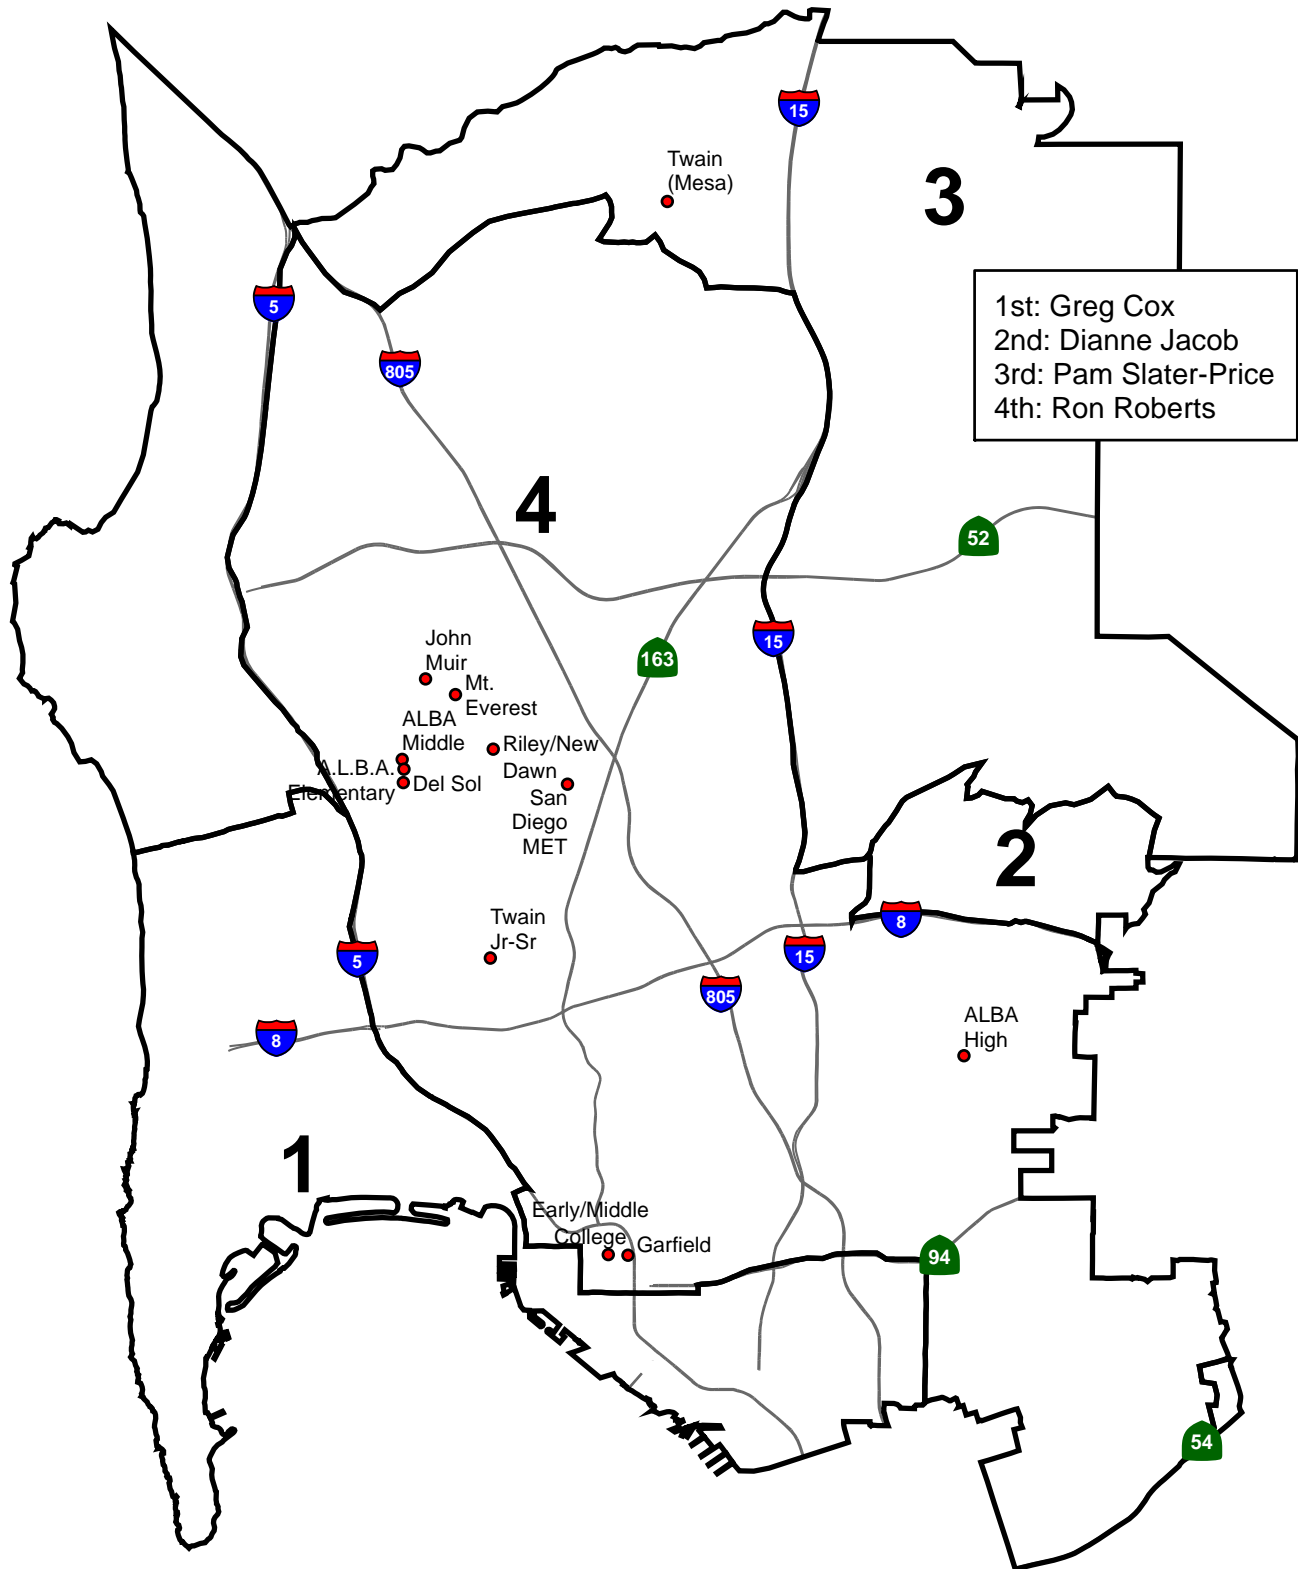 15
Twain
(Mesa)
3
5
1st: Greg Cox
2nd: Dianne Jacob
3rd: Pam Slater-Price
4th: Ron Roberts
805
4
52
15
163
John
Muir
Mt.
Everest
ALBA
Middle
Riley/New
Dawn
A.L.B.A.
Elementary
Del Sol
San
Diego
MET
2
Twain
Jr-Sr
8
5
15
805
8
ALBA
High
1
Early/Middle
College
Garfield
94
54